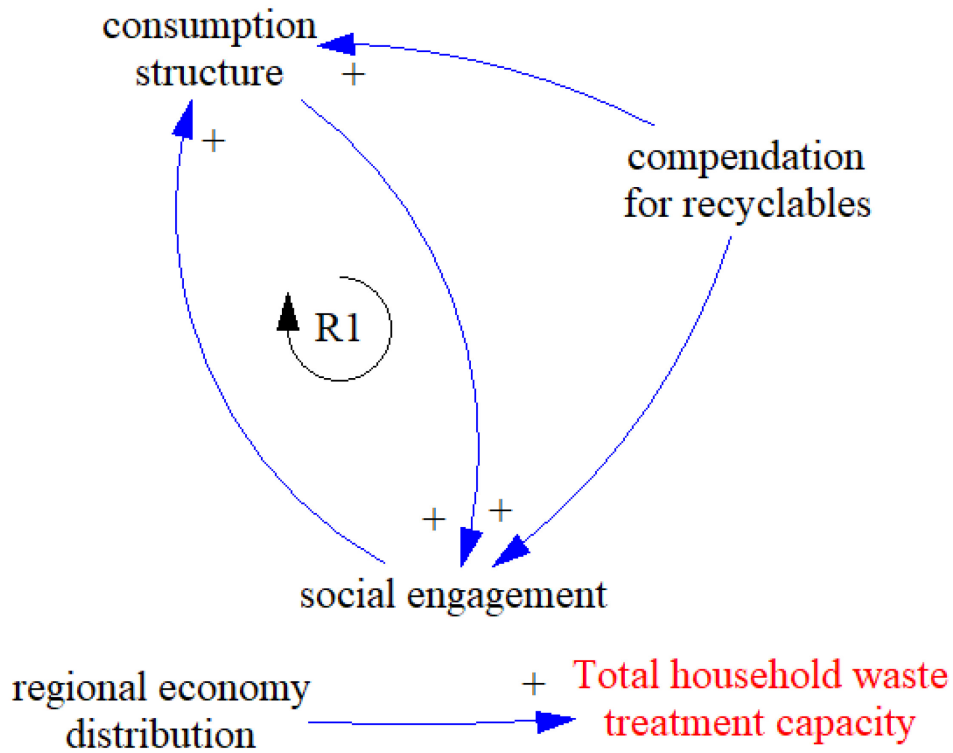 consumption
structure
+
+
compendation
for recyclables
R1
+
+
social engagement
regional economy
distribution
+
Total household waste
treatment capacity